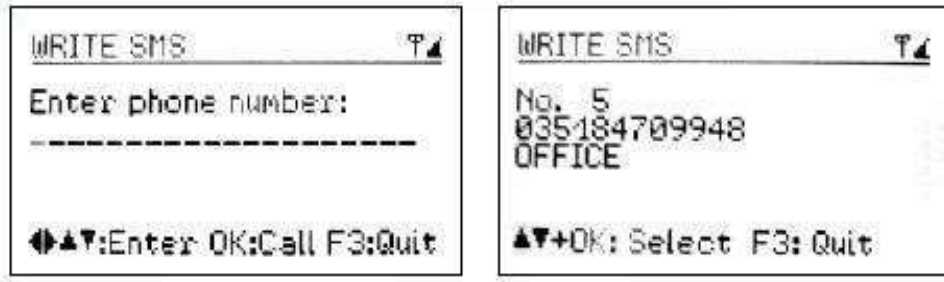 WRITE SMS
Enter phone number:
--------------------
◀▶▲▼:Enter OK:Call F3:Quit
WRITE SMS
No. 5
035184709948
OFFICE
▲▼+OK: Select F3: Quit